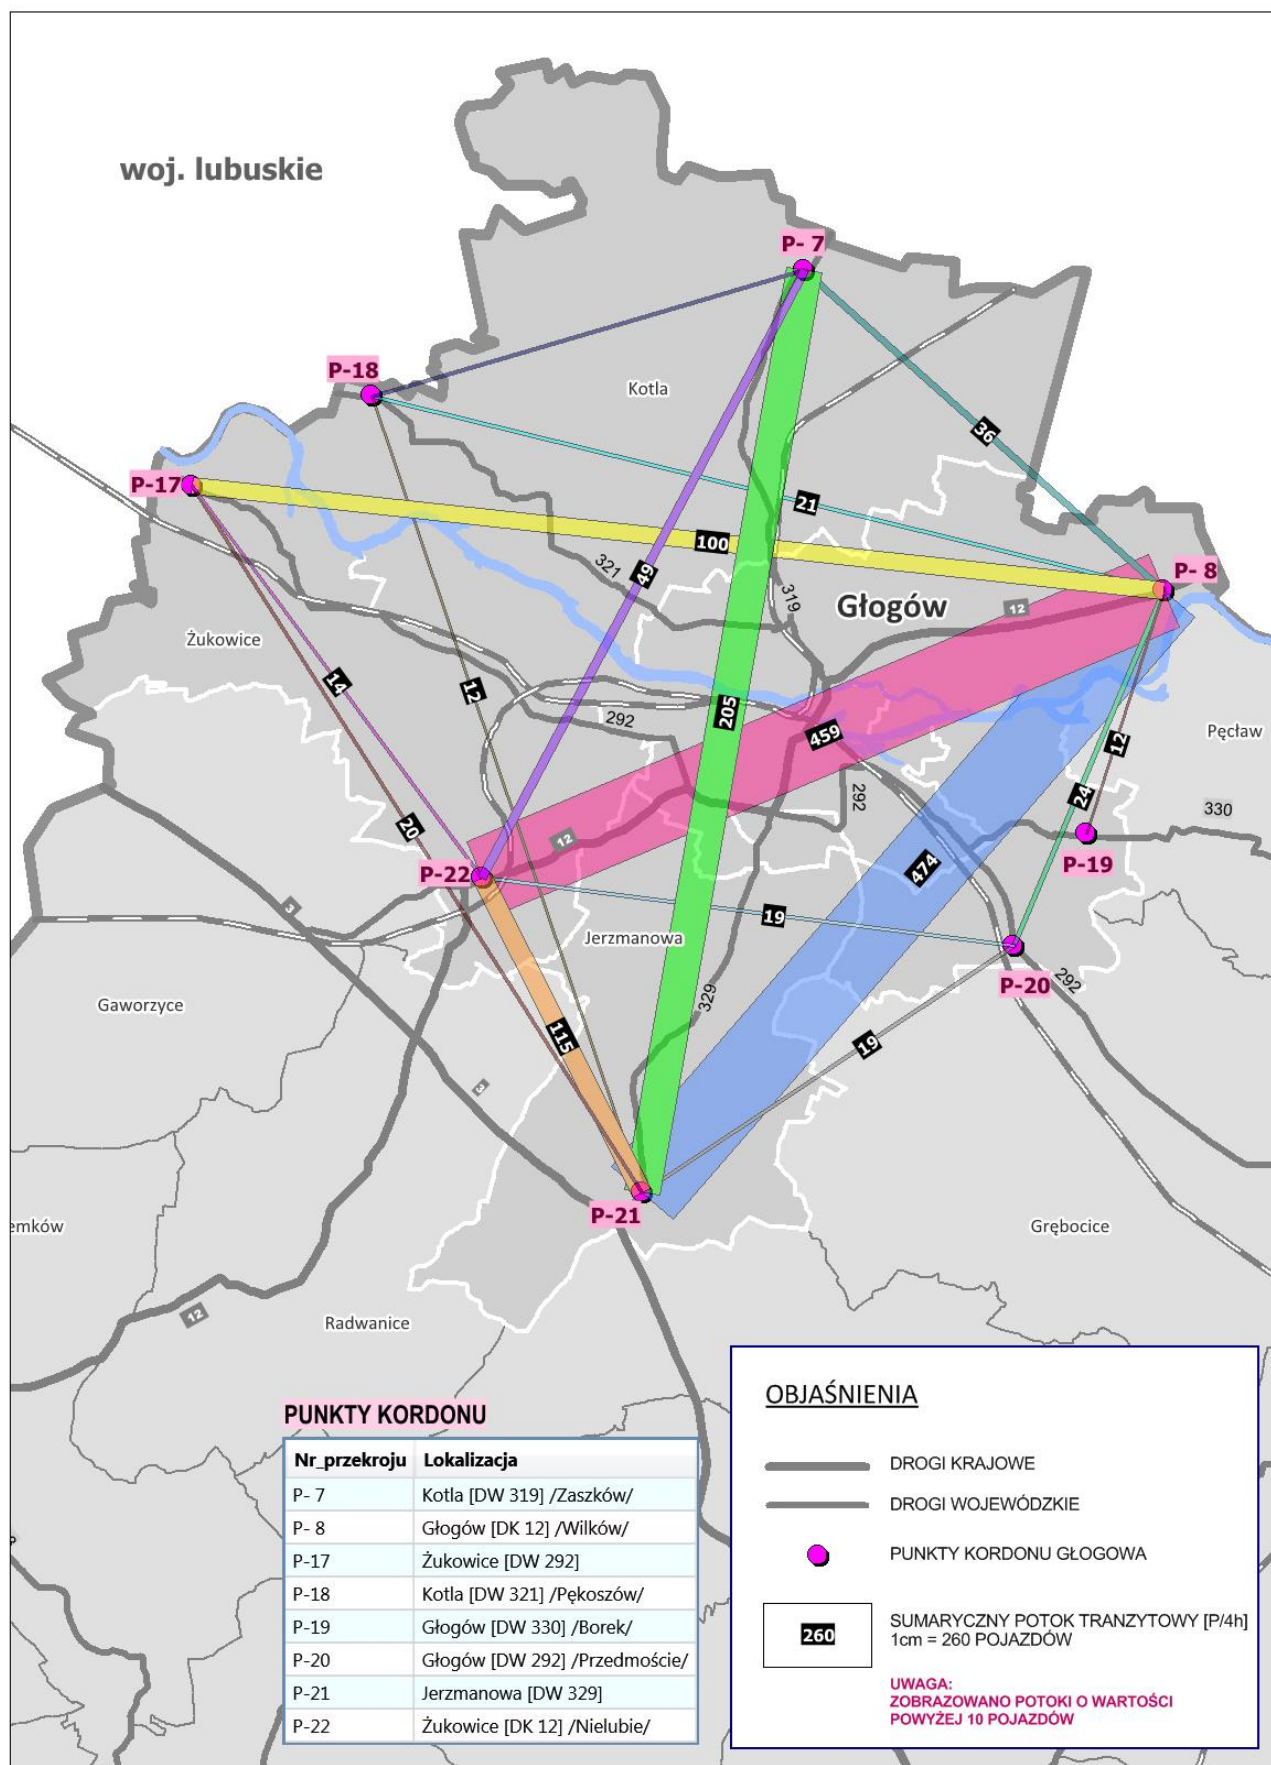 woj. lubuskie
P- 7
P-18
Kotla
36
P-17
21
100
321
49
319
P- 8
12
Głogów
Żukowice
14
12
292
205
459
Pęcław
12
292
24
330
20
12
P-19
P-22
474
3
19
Jerzmanowa
P-20
292
Gaworzyce
329
115
19
3
P-21
emków
Grębocice
12
Radwanice
PUNKTY KORDONU
Nr_przekroju Lokalizacja
P- 7 Kotla [DW 319] /Zaszków/
P- 8 Głogów [DK 12] /Wilków/
P-17 Żukowice [DW 292]
P-18 Kotla [DW 321] /Pękoszów/
P-19 Głogów [DW 330] /Borek/
P-20 Głogów [DW 292] /Przedmoście/
P-21 Jerzmanowa [DW 329]
P-22 Żukowice [DK 12] /Nielubie/
OBJAŚNIENIA
DROGI KRAJOWE
DROGI WOJEWÓDZKIE
PUNKTY KORDONU GŁOGOWA
260
SUMARYCZNY POTOK TRANZYTOWY [P/4h]
1cm = 260 POJAZDÓW
UWAGA:
ZOBRAZOWANO POTOKI O WARTOŚCI
POWYŻEJ 10 POJAZDÓW